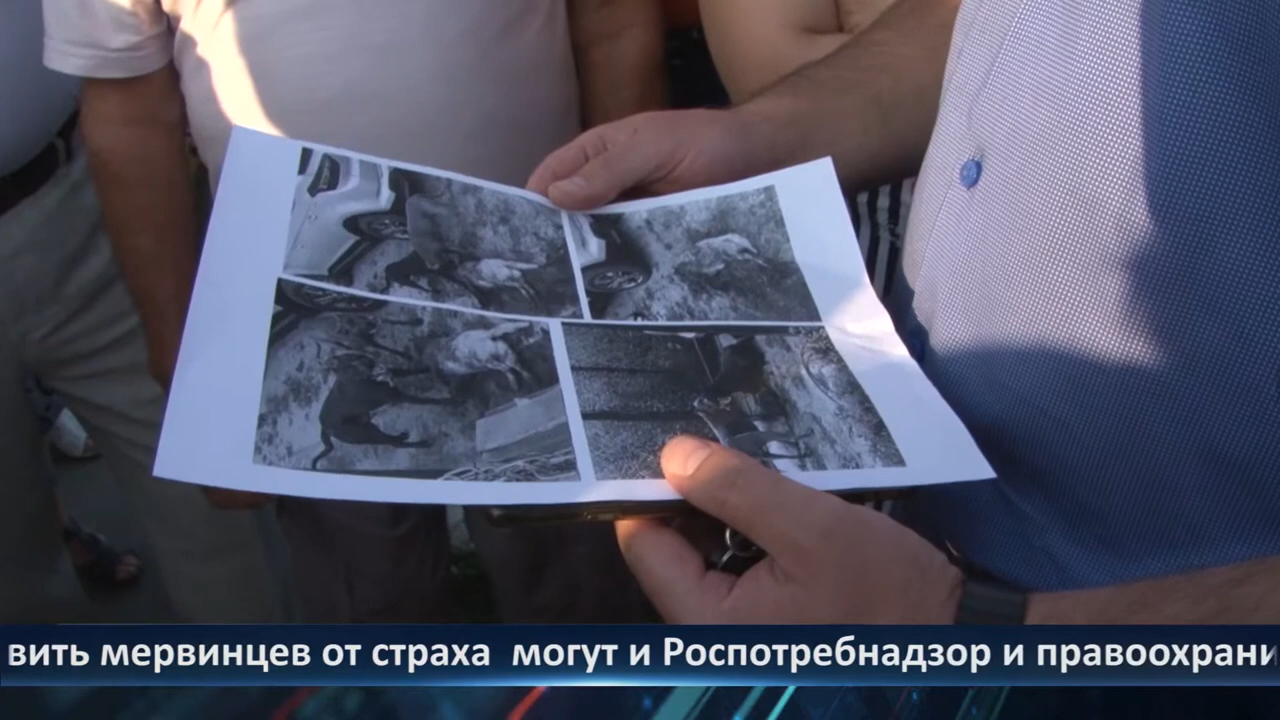 вить мервинцев от страха могут и Роспотребнадзор и правоохрани